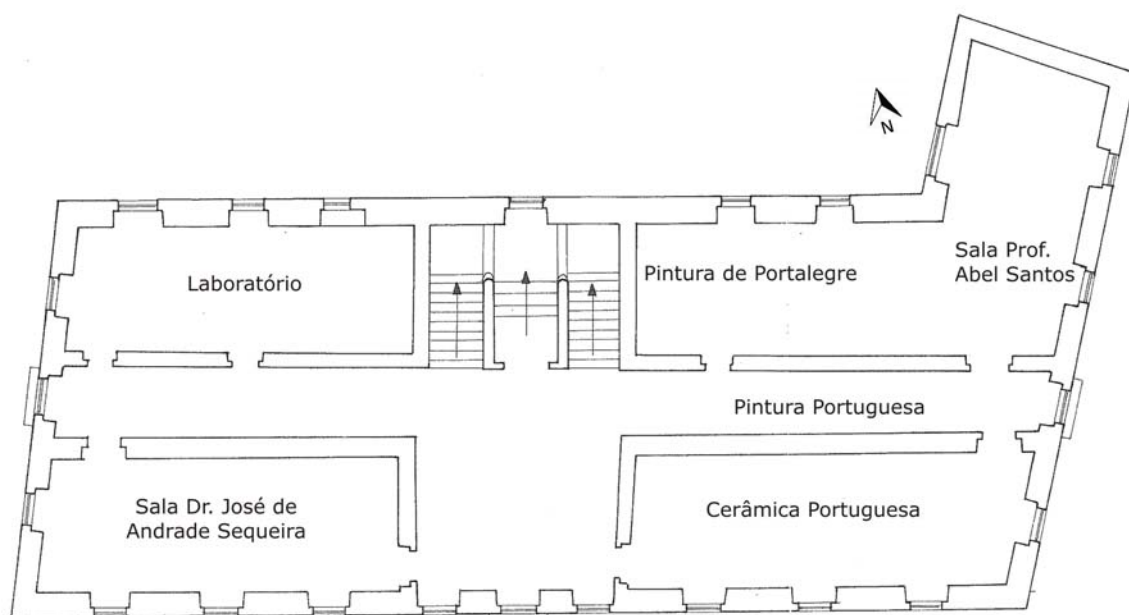 N
Sala Prof.
Abel Santos
Pintura de Portalegre
Laboratório
Pintura Portuguesa
Sala Dr. José de
Andrade Sequeira
Cerâmica Portuguesa